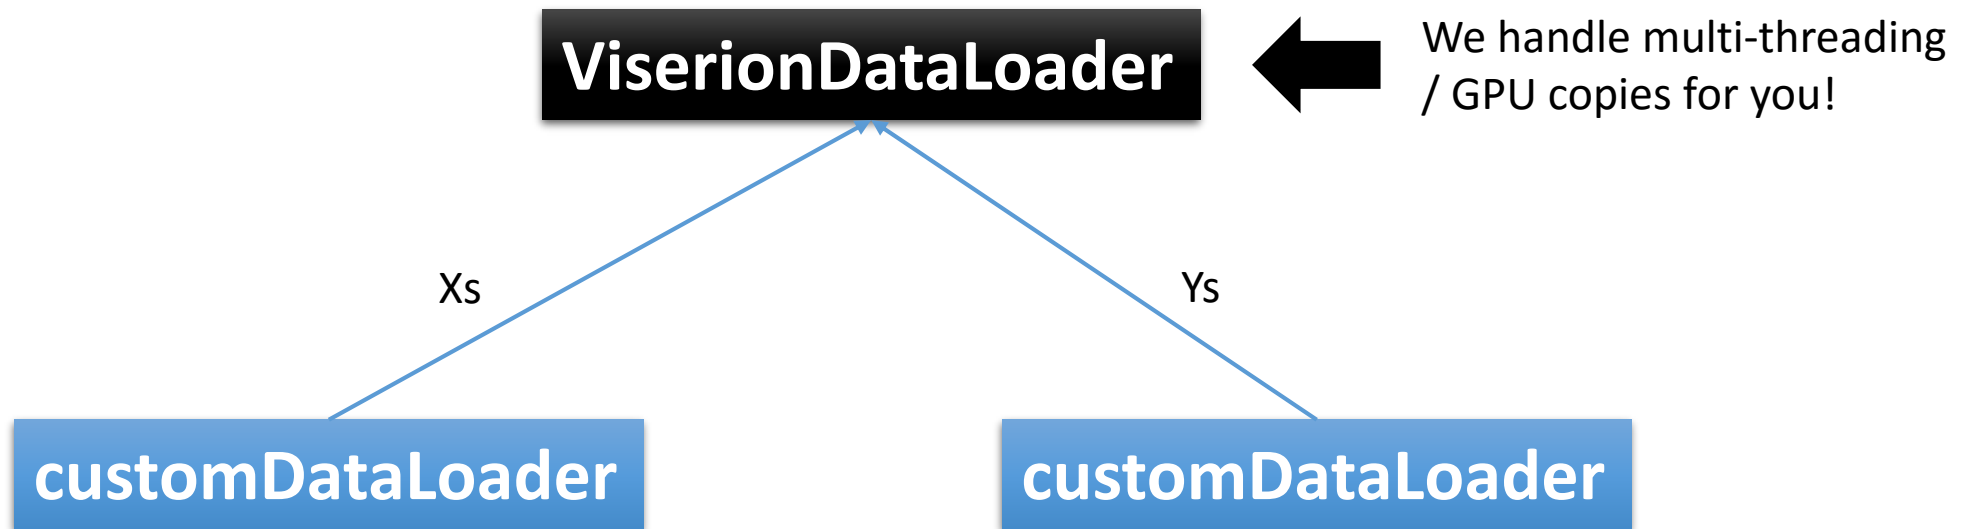 ViserionDataLoader
We handle multi-threading
/ GPU copies for you!
Xs
Ys
customDataLoader
customDataLoader